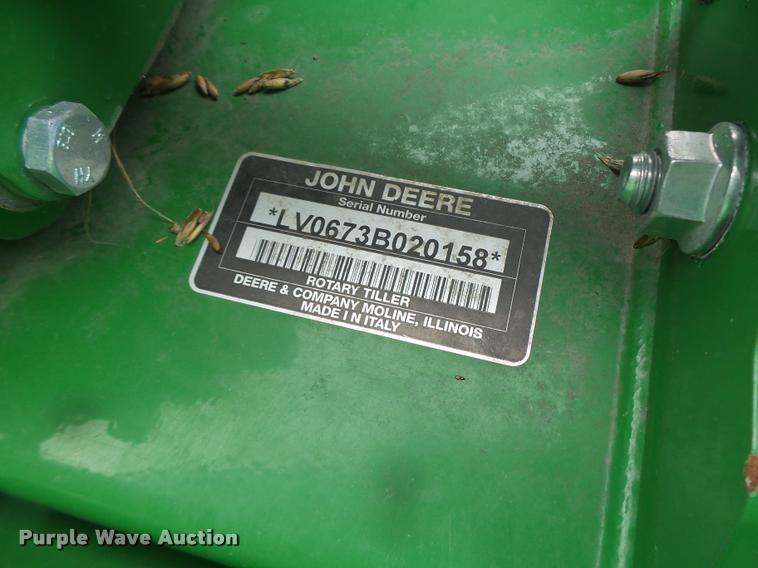 JOHN DEERE
Serial Number
*LV0673B020158*
ROTARY TILLER
DEERE & COMPANY MOLINE, ILLINOIS
MADE IN ITALY
Purple Wave Auction